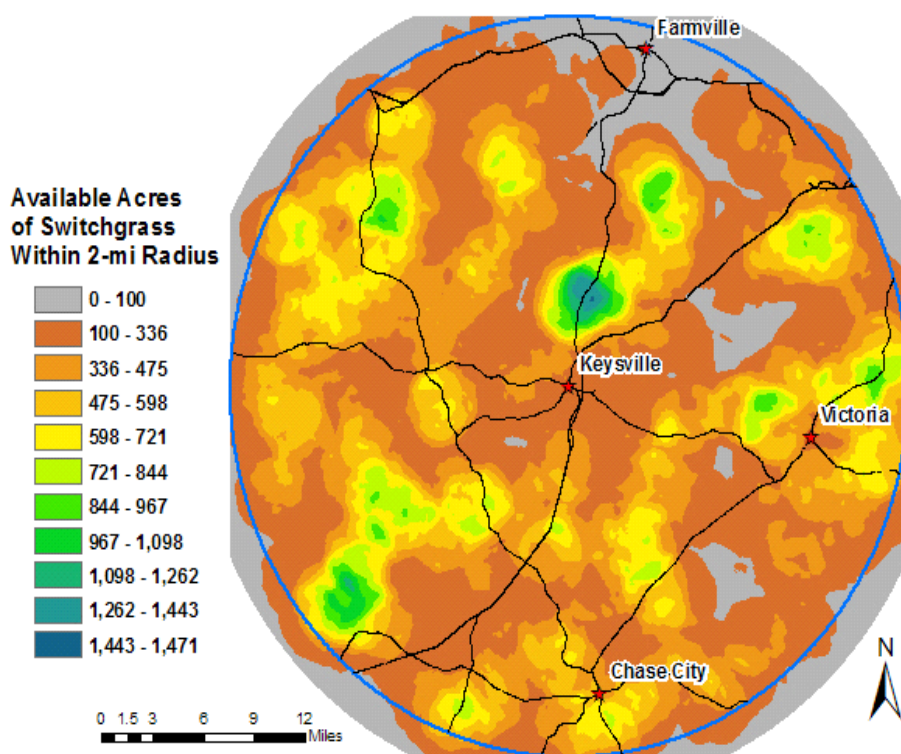 Farmville
Available Acres
of Switchgrass
Within 2-mi Radius
0 - 100
100 - 336
336 - 475
475 - 598
598 - 721
721 - 844
844 - 967
967 - 1,098
1,098 - 1,262
1,262 - 1,443
1,443 - 1,471
Keysville
Victoria
Chase City
N
0 1.5 3 6 9 12
Miles